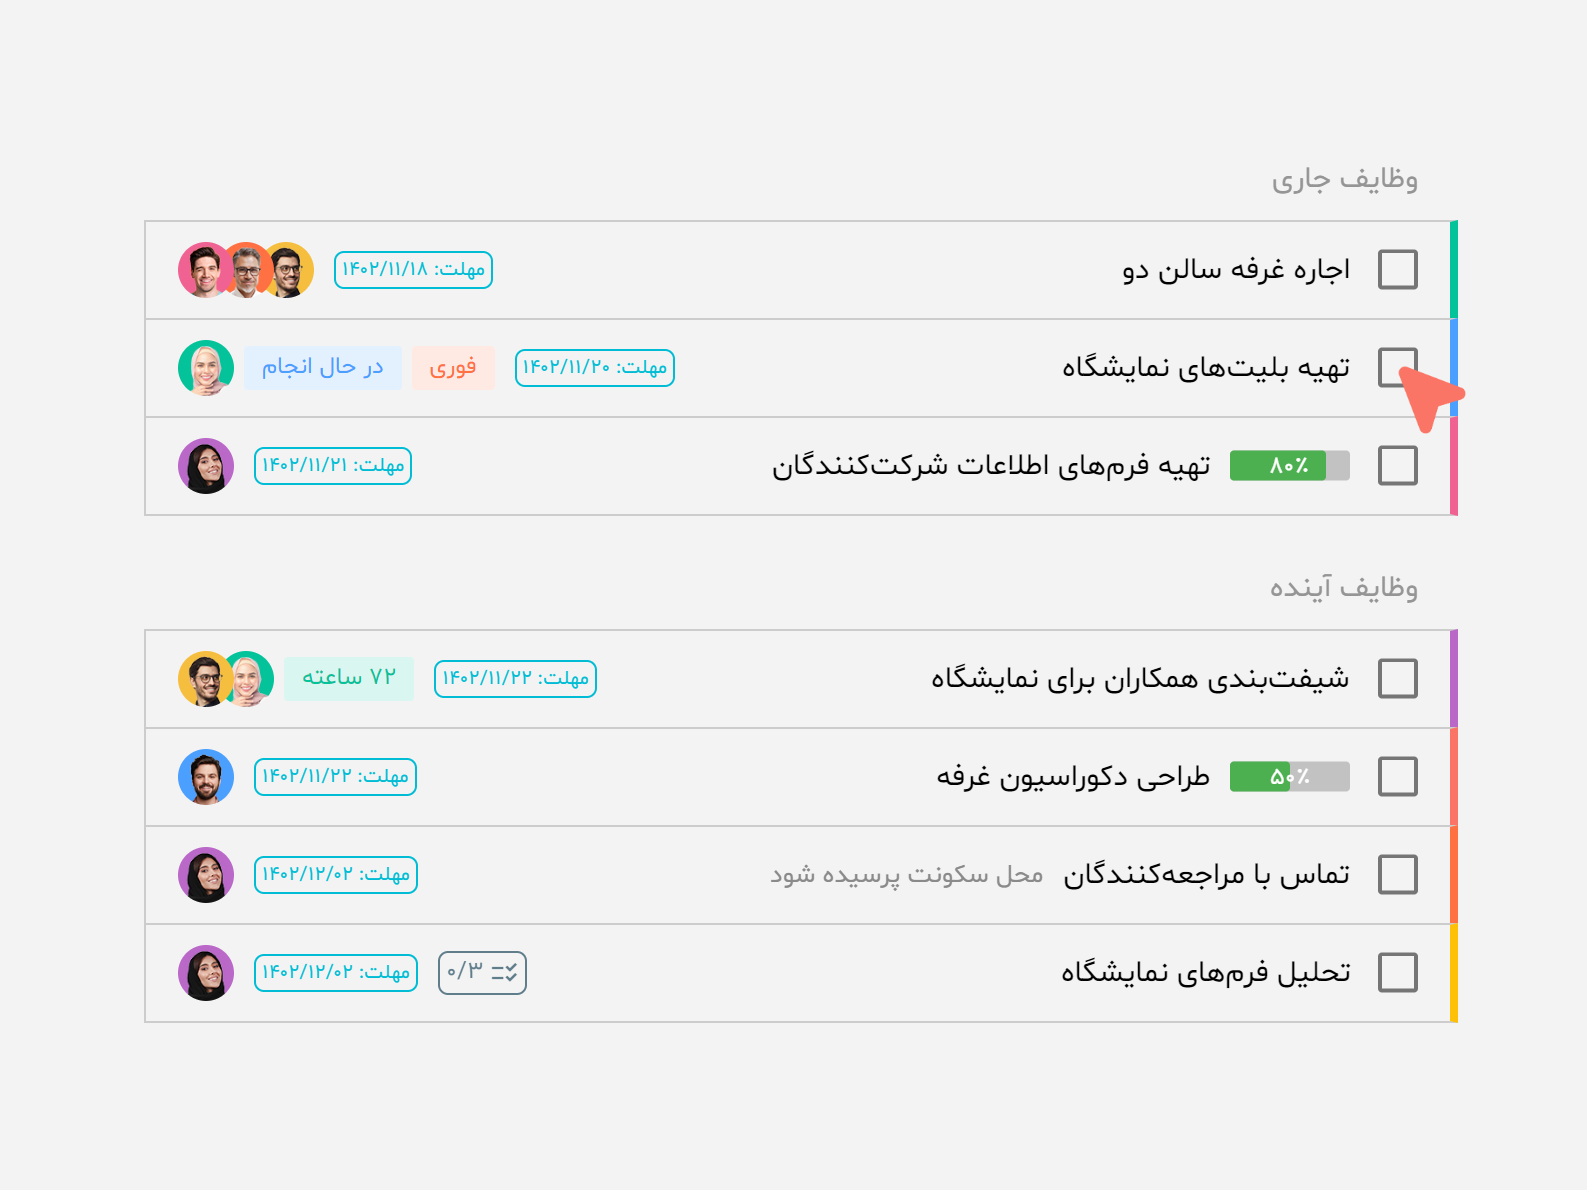 وظایف جاری
اجاره غرفه سالن دو مهلت: ۱۴۰۲/۱۱/۱۸
تهیه بلیت‌های نمایشگاه مهلت: ۱۴۰۲/۱۱/۲۰ فوری در حال انجام
۸۰٪ تهیه فرم‌های اطلاعات شرکت‌کنندگان مهلت: ۱۴۰۲/۱۱/۲۱
وظایف آینده
شیفت‌بندی همکاران برای نمایشگاه مهلت: ۱۴۰۲/۱۱/۲۲ ۷۲ ساعته
۵۰٪ طراحی دکوراسیون غرفه مهلت: ۱۴۰۲/۱۱/۲۲
تماس با مراجعه‌کنندگان محل سکونت پرسیده شود مهلت: ۱۴۰۲/۱۲/۰۲
تحلیل فرم‌های نمایشگاه ۰/۳ مهلت: ۱۴۰۲/۱۲/۰۲